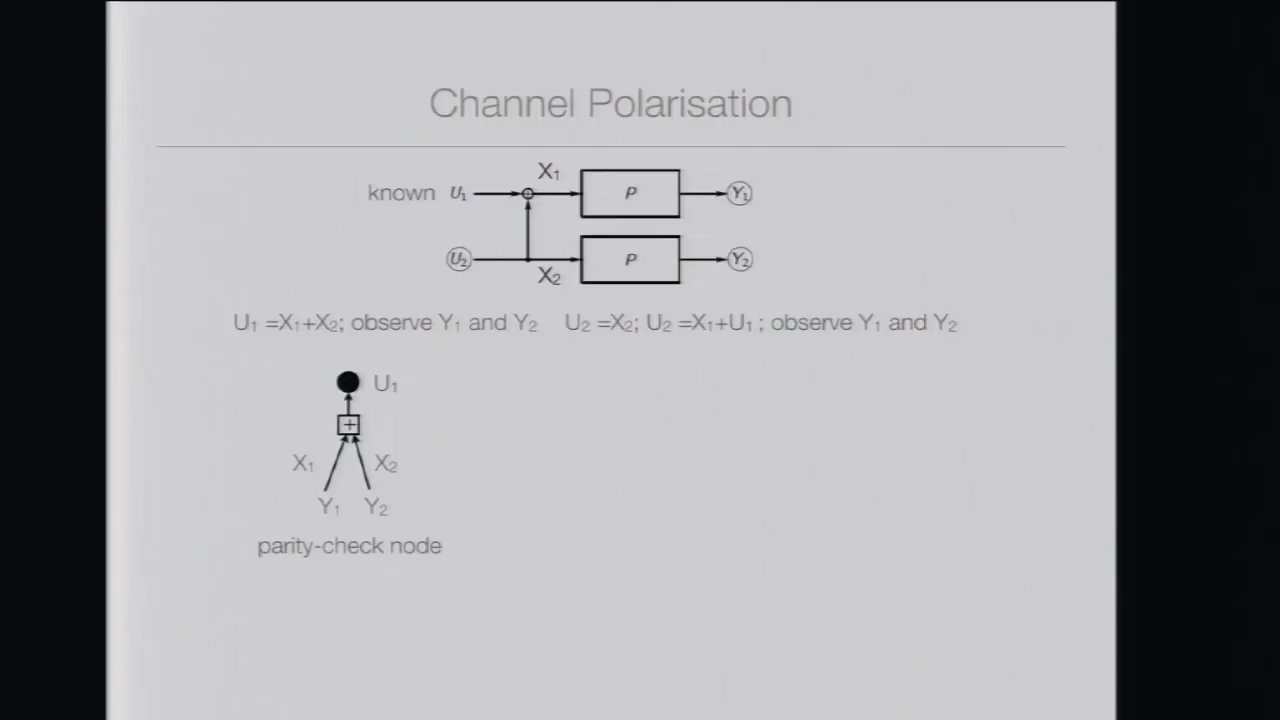 Channel Polarisation
X₁
known U₁ P Y₁
U₂ P Y₂
X₂
U₁ =X₁+X₂; observe Y₁ and Y₂ U₂ =X₂; U₂ =X₁+U₁ ; observe Y₁ and Y₂
U₁
+
X₁ X₂
Y₁ Y₂
parity-check node